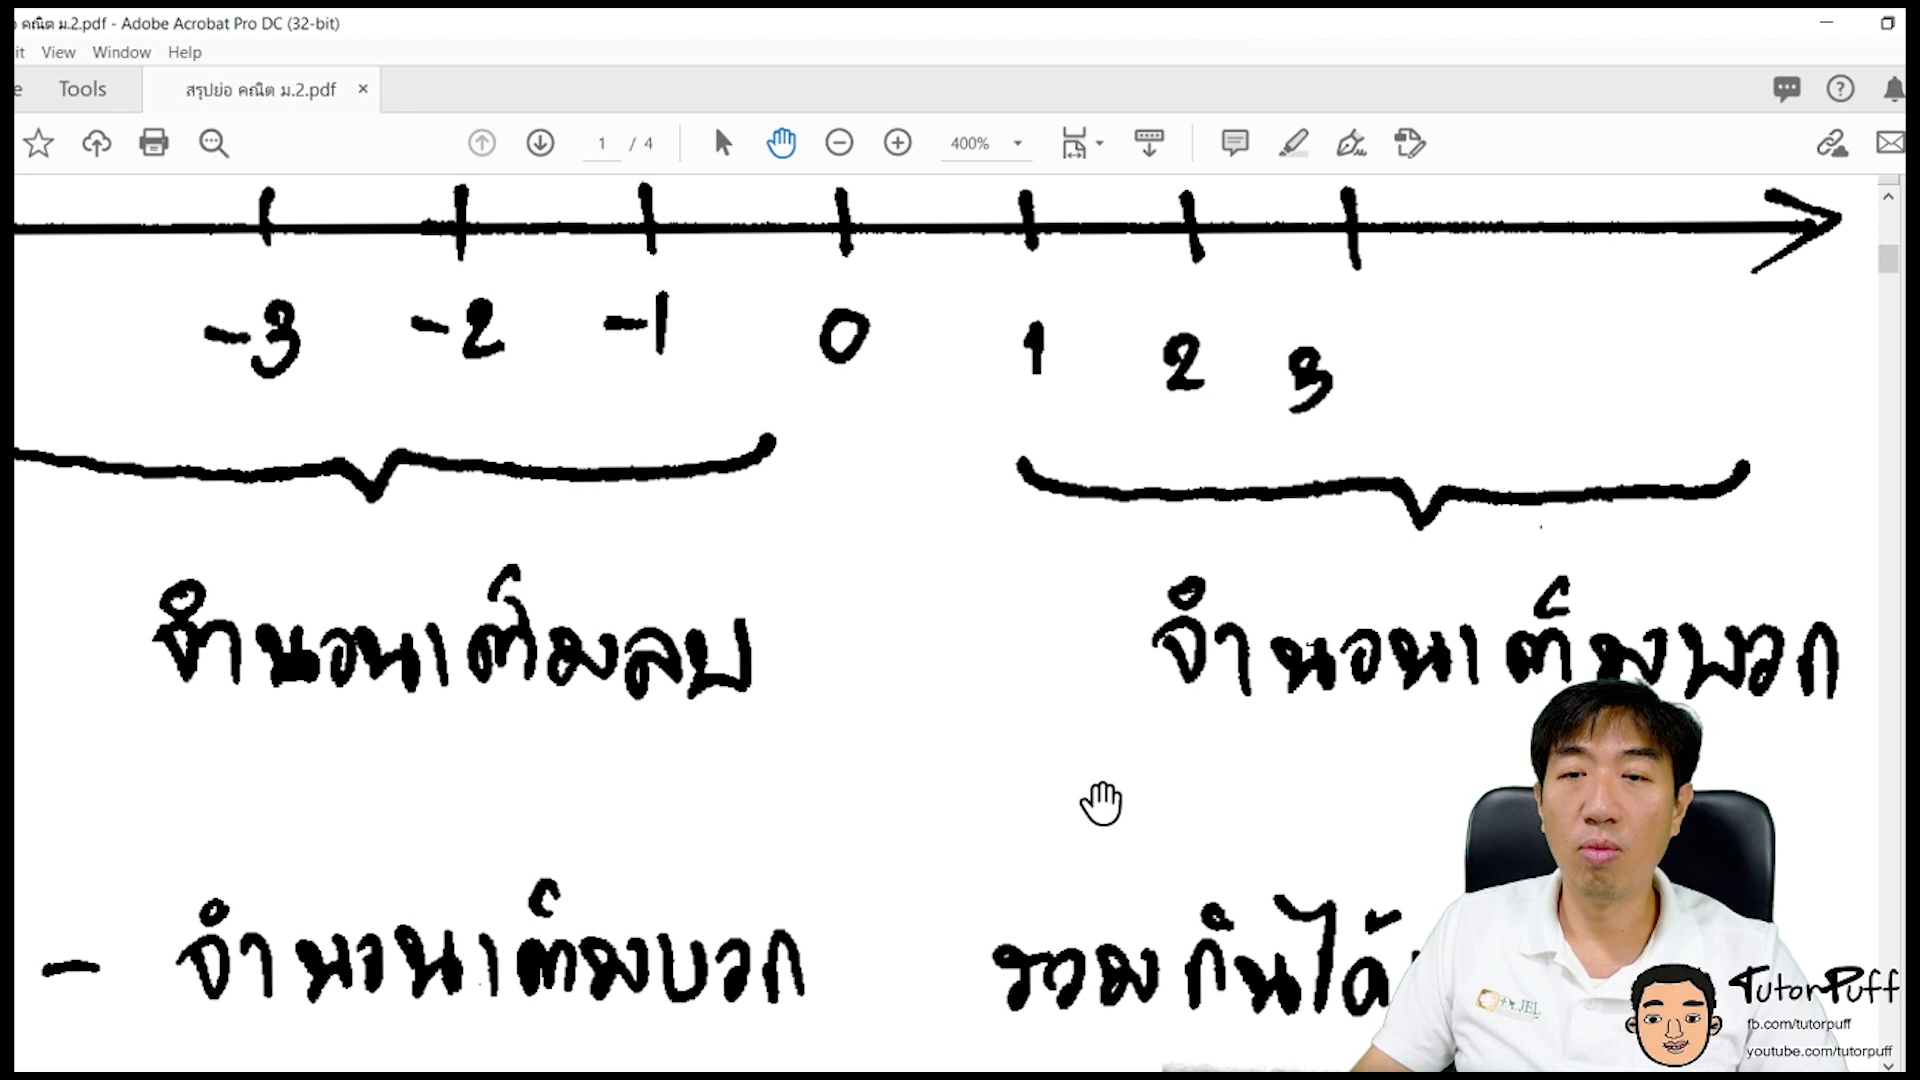 คณิต ม.2.pdf - Adobe Acrobat Pro DC (32-bit)
it View Window Help
e Tools สรุปย่อ คณิต ม.2.pdf ×
1 / 4 400%
-3 -2 -1 0 1 2 3
จำนวนเต็มลบ จำนวนเต็มบวก
- จำนวนเต็มบวก รวมกันได้
Dr.JEL
TutorPuff
fb.com/tutorpuff
youtube.com/tutorpuff